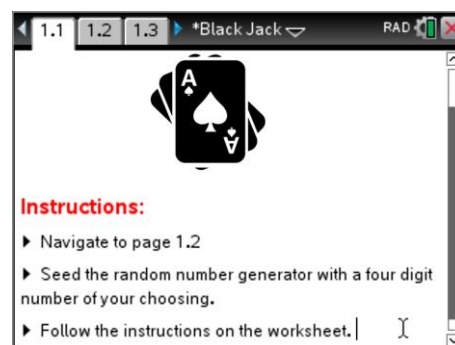 1.1 1.2 1.3 *Black Jack RAD
A
A
Instructions:
Navigate to page 1.2
Seed the random number generator with a four digit
number of your choosing.
Follow the instructions on the worksheet.